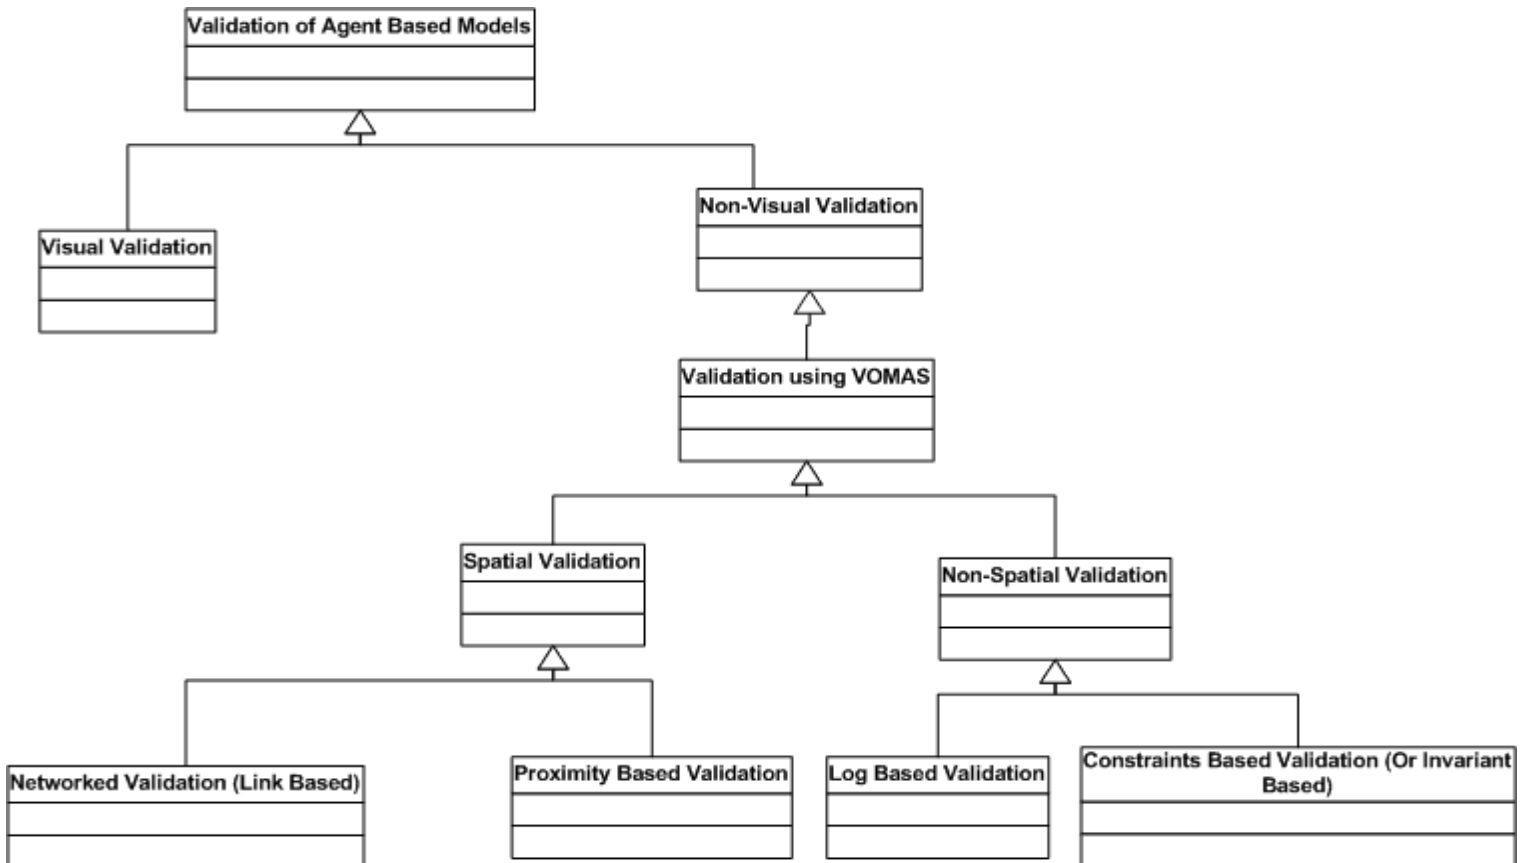 Validation of Agent Based Models
Non-Visual Validation
Visual Validation
Validation using VOMAS
Spatial Validation
Non-Spatial Validation
Networked Validation (Link Based)
Proximity Based Validation
Log Based Validation
Constraints Based Validation (Or Invariant
Based)